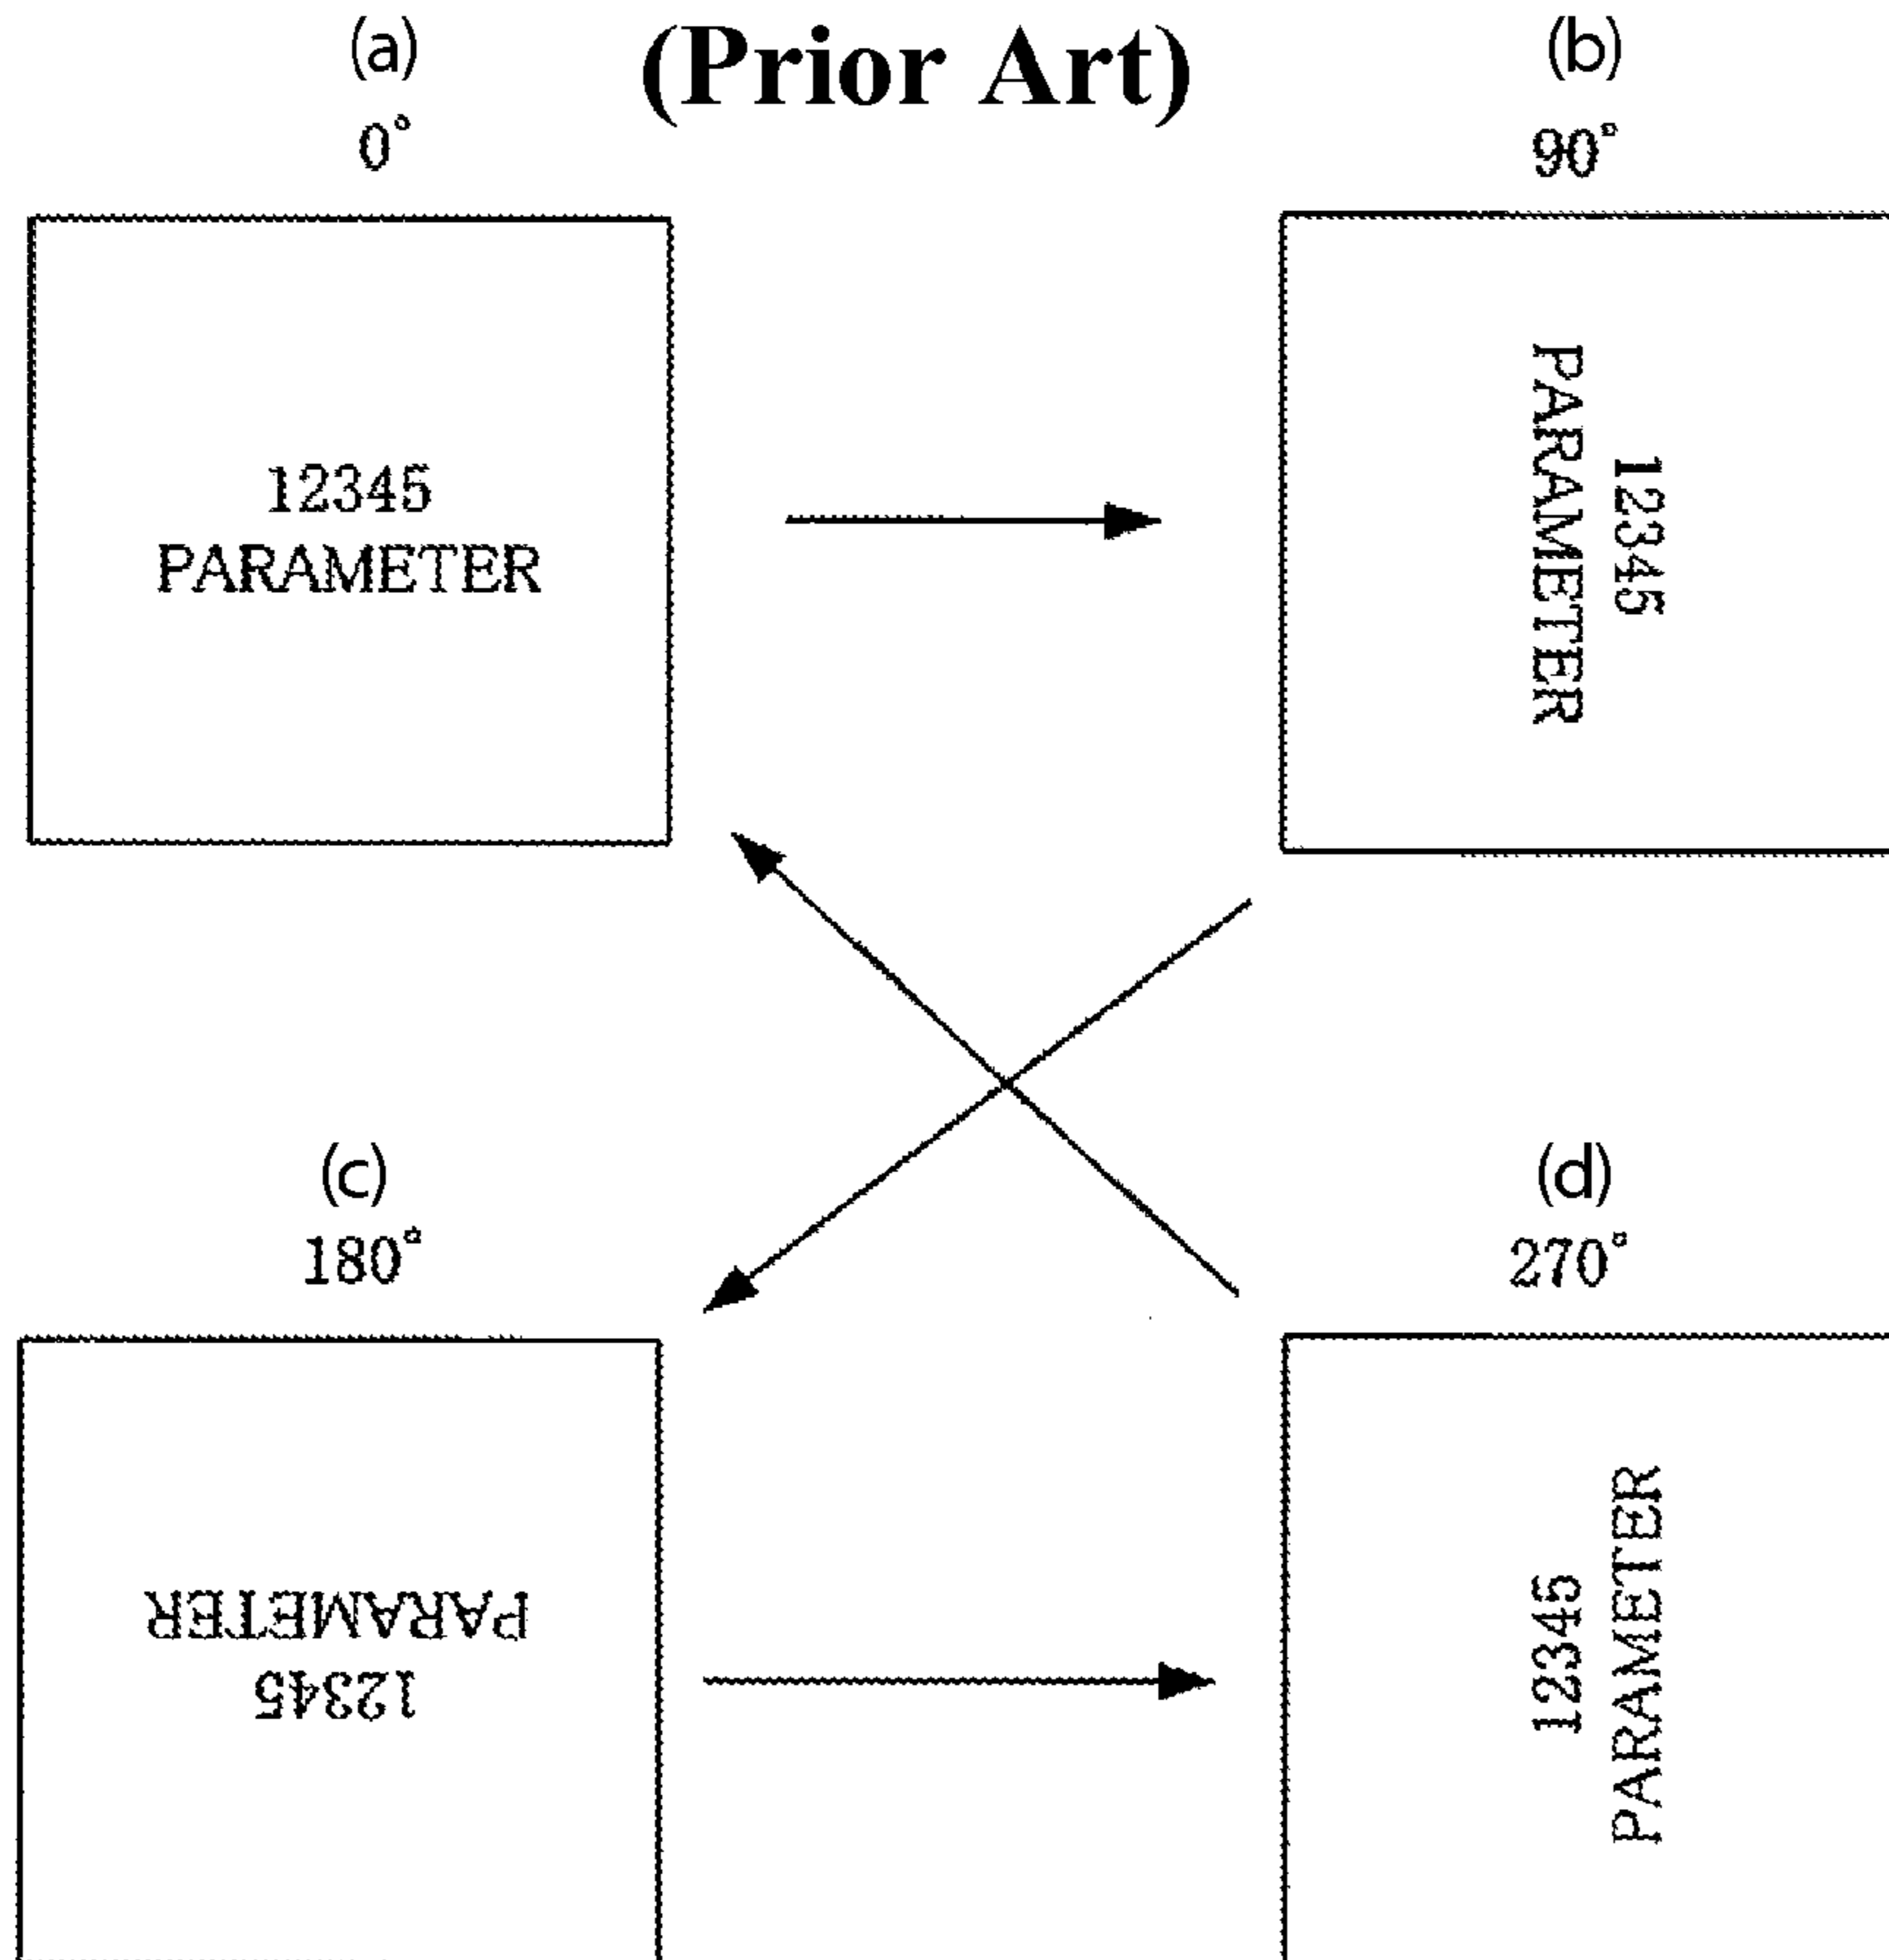 (a)
(Prior Art)
(b)
0°
90°
12345
PARAMETER
12345
PARAMETER
(c)
(d)
180°
270°
12345
PARAMETER
12345
PARAMETER